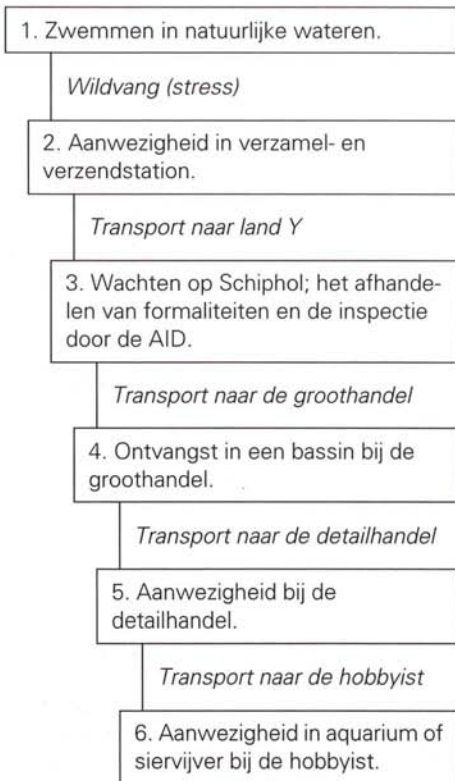 1. Zwemmen in natuurlijke wateren.
Wildvang (stress)
2. Aanwezigheid in verzamel- en
verzendstation.
Transport naar land Y
3. Wachten op Schiphol; het afhande-
len van formaliteiten en de inspectie
door de AID.
Transport naar de groothandel
4. Ontvangst in een bassin bij de
groothandel.
Transport naar de detailhandel
5. Aanwezigheid bij de
detailhandel.
Transport naar de hobbyist
6. Aanwezigheid in aquarium of
siervijver bij de hobbyist.